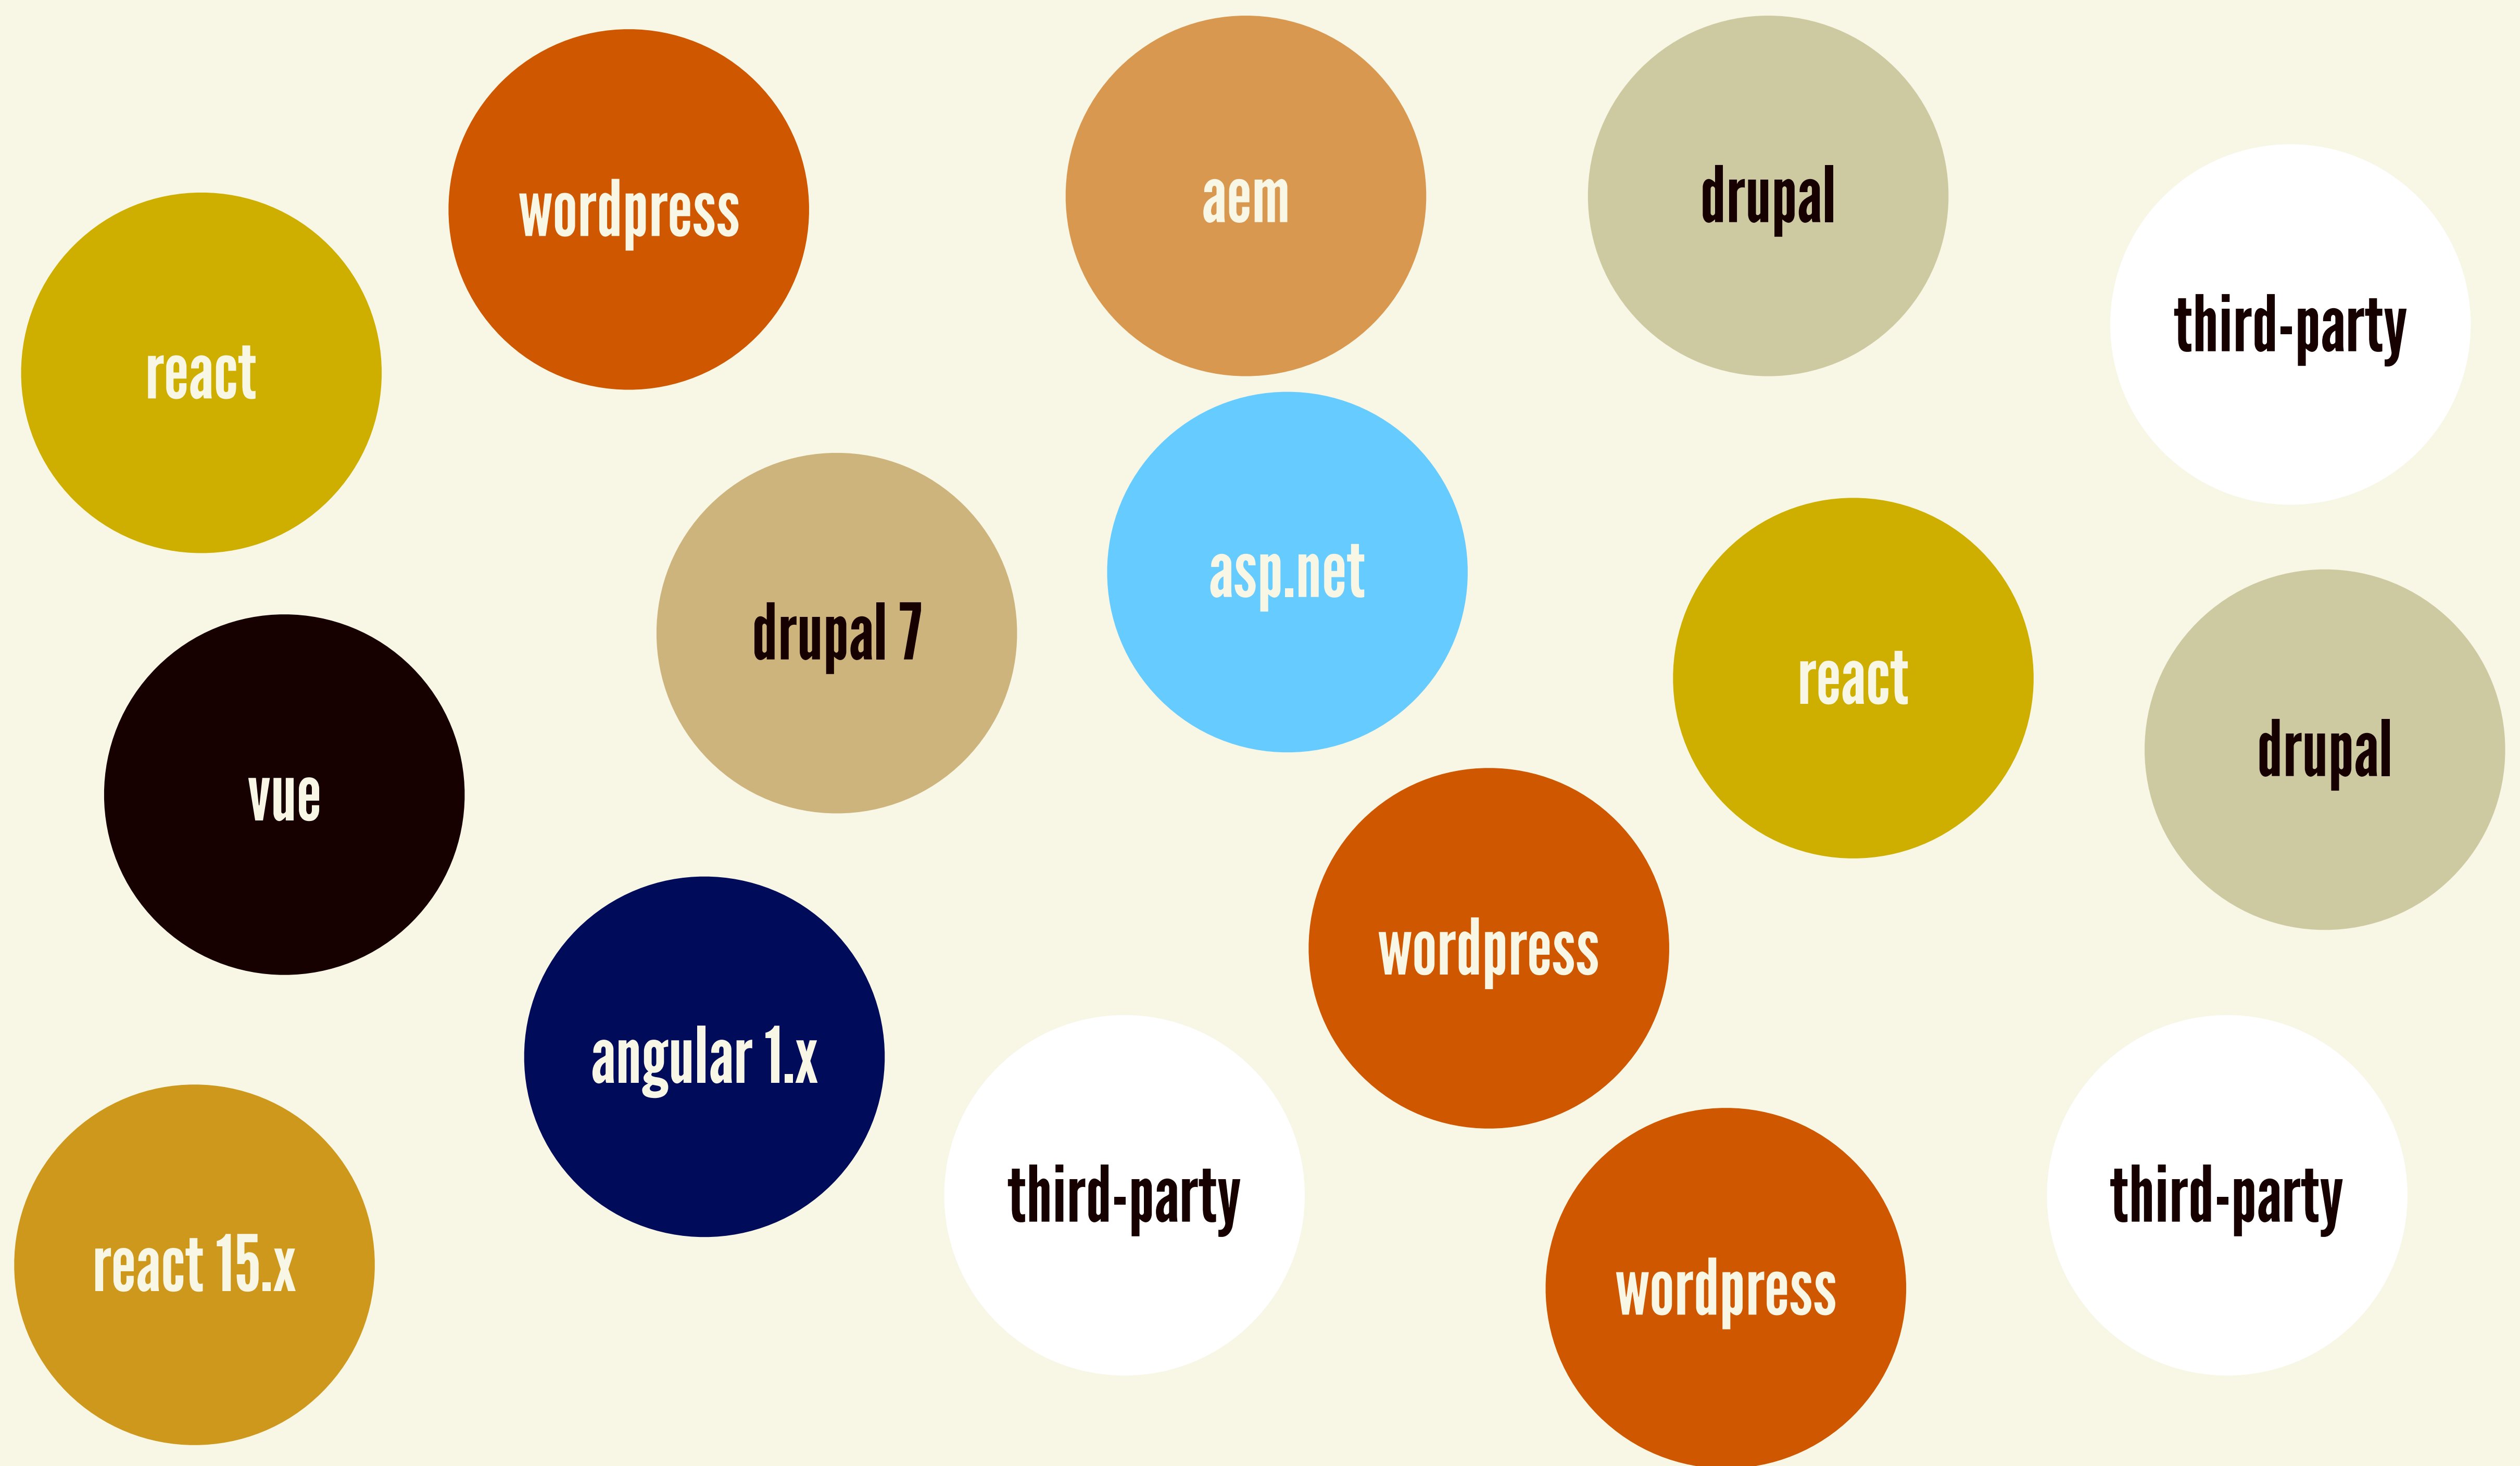 wordpress
aem
drupal
third-party
react
asp.net
drupal 7
react
drupal
vue
wordpress
angular 1.x
third-party
third-party
react 15.x
wordpress